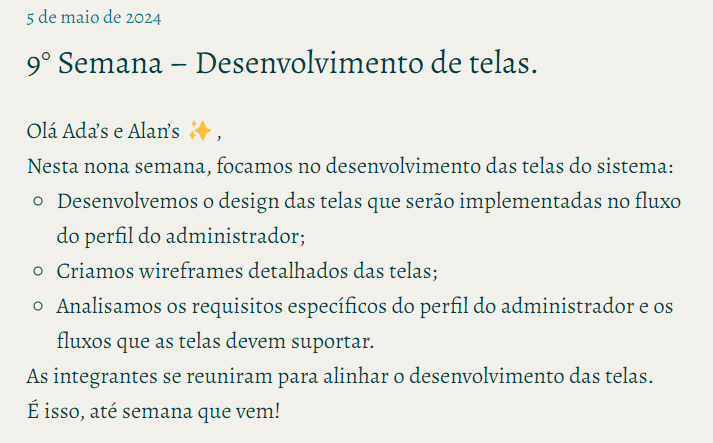 5 de maio de 2024
9° Semana – Desenvolvimento de telas.
Olá Ada’s e Alan’s ✨ ,
Nesta nona semana, focamos no desenvolvimento das telas do sistema:
Desenvolvemos o design das telas que serão implementadas no fluxo
do perfil do administrador;
Criamos wireframes detalhados das telas;
Analisamos os requisitos específicos do perfil do administrador e os
fluxos que as telas devem suportar.
As integrantes se reuniram para alinhar o desenvolvimento das telas.
É isso, até semana que vem!